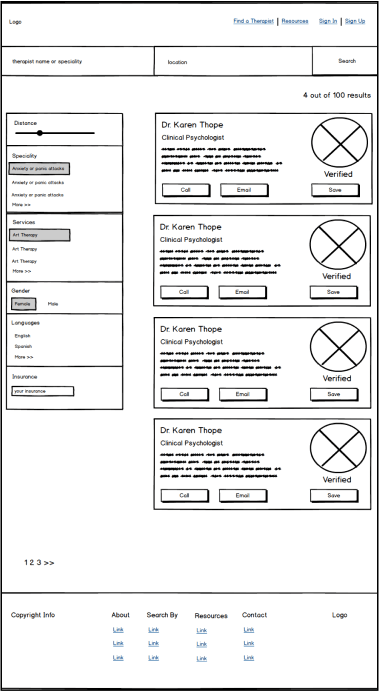 Logo
Find a Therapist | Resources Sign In | Sign Up
therapist name or speciality location Search
4 out of 100 results
Distance
Speciality
Anxiety or panic attacks
Anxiety or panic attacks
Anxiety or panic attacks
More >>
Services
Art Therapy
Art Therapy
Art Therapy
More >>
Gender
Female Male
Languages
English
Spanish
More >>
Insurance
your insurance
Dr. Karen Thope
Clinical Psychologist
Verified
Call Email Save
Dr. Karen Thope
Clinical Psychologist
Verified
Call Email Save
Dr. Karen Thope
Clinical Psychologist
Verified
Call Email Save
Dr. Karen Thope
Clinical Psychologist
Verified
Call Email Save
1 2 3 >>
Copyright Info About Search By Resources Contact Logo
Link Link Link Link
Link Link Link Link
Link Link Link Link